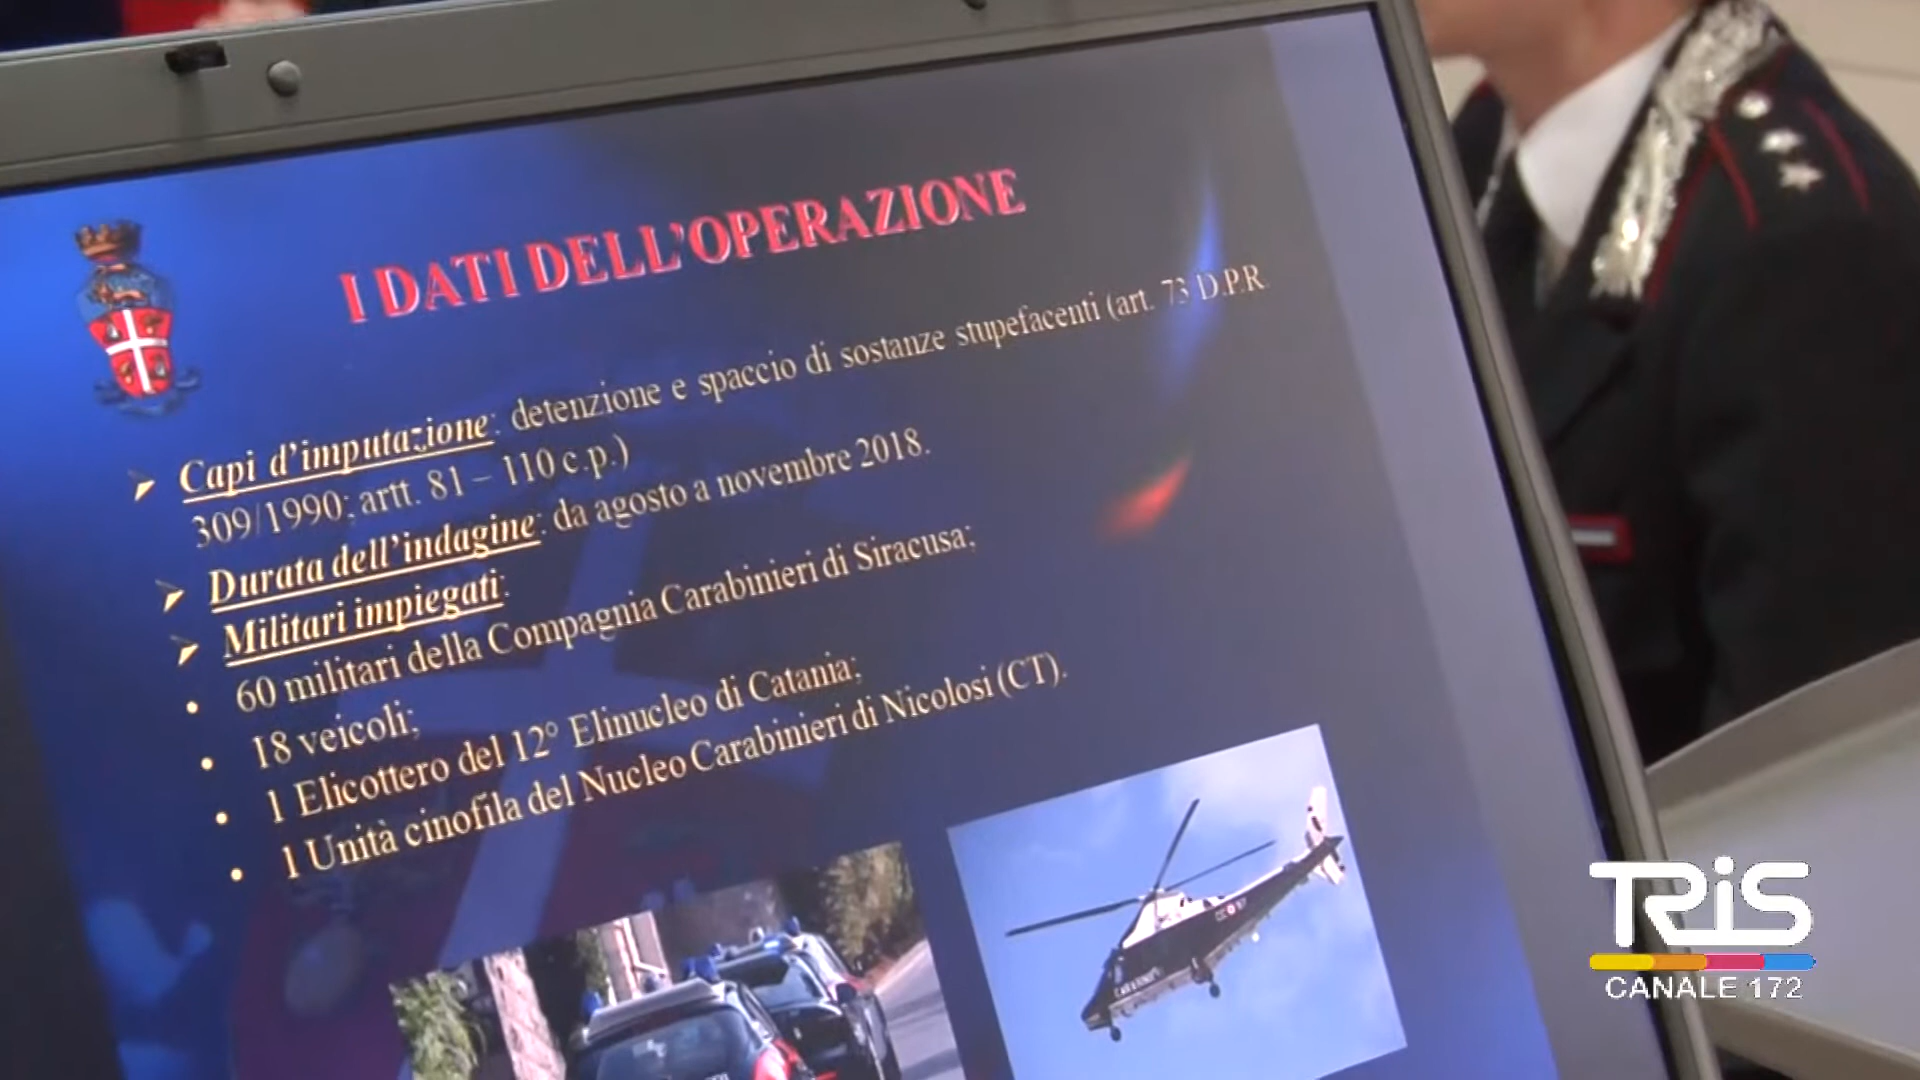 I DATI DELL'OPERAZIONE
Capi d'imputazione: detenzione e spaccio di sostanze stupefacenti (art. 73 D.P.R
309/1990; artt. 81 – 110 c.p.)
Durata dell'indagine: da agosto a novembre 2018.
Militari impiegati:
60 militari della Compagnia Carabinieri di Siracusa;
18 veicoli;
1 Elicottero del 12° Elinucleo di Catania;
1 Unità cinofila del Nucleo Carabinieri di Nicolosi (CT).
CARABINIERI
TRiS
CANALE 172